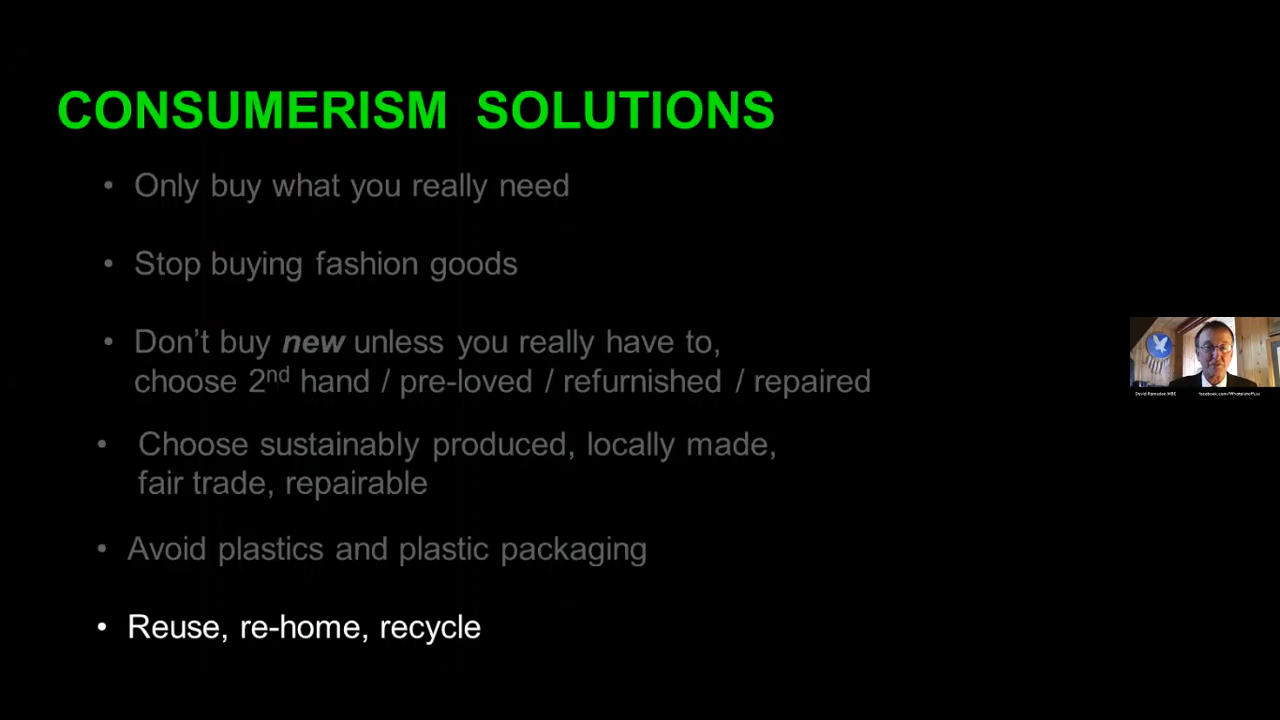 CONSUMERISM SOLUTIONS
• Only buy what you really need
• Stop buying fashion goods
• Don’t buy new unless you really have to,
choose 2nd hand / pre-loved / refurnished / repaired
• Choose sustainably produced, locally made,
fair trade, repairable
• Avoid plastics and plastic packaging
• Reuse, re-home, recycle